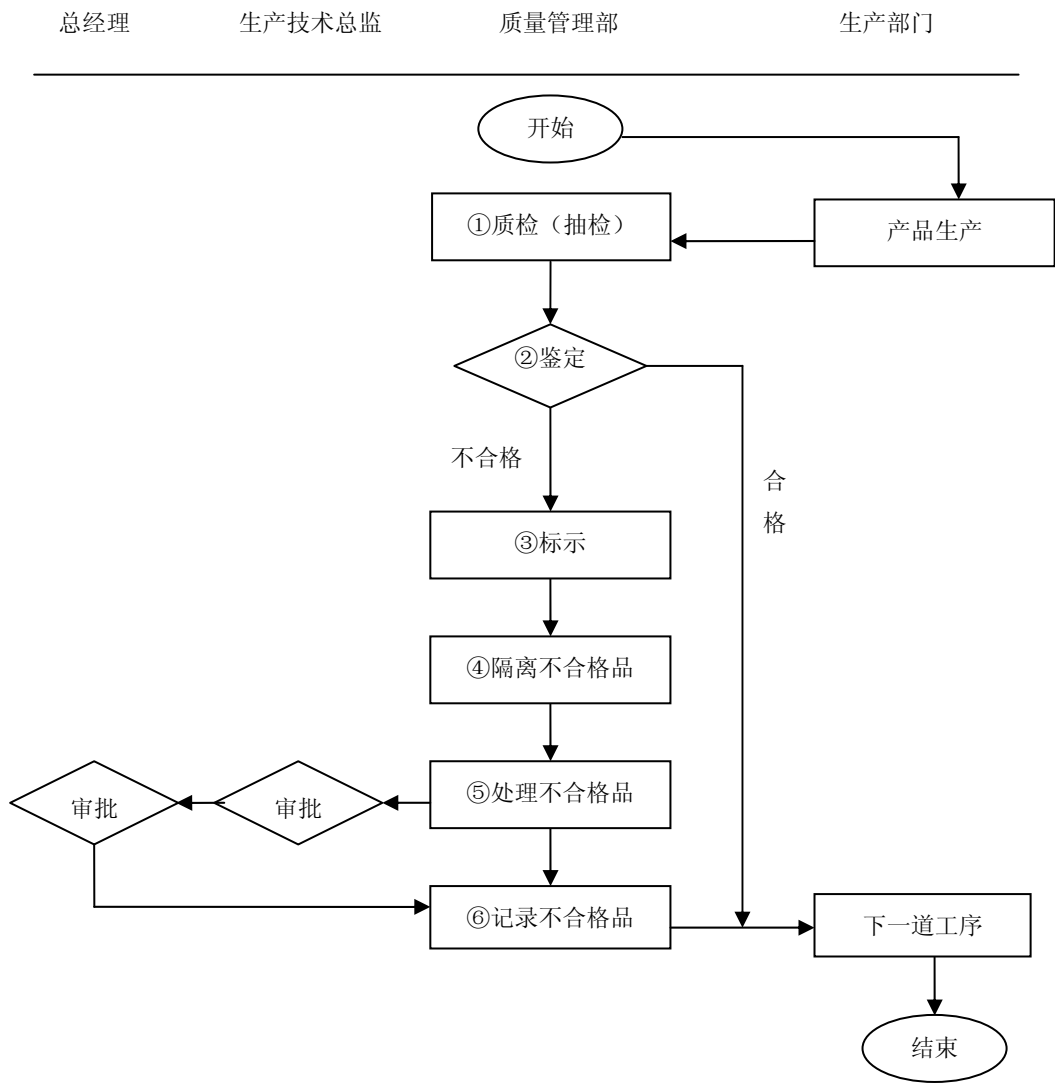 总经理 生产技术总监 质量管理部 生产部门
开始
①质检（抽检） 产品生产
②鉴定
不合格
合
格
③标示
④隔离不合格品
⑤处理不合格品
审批 审批
⑥记录不合格品 下一道工序
结束